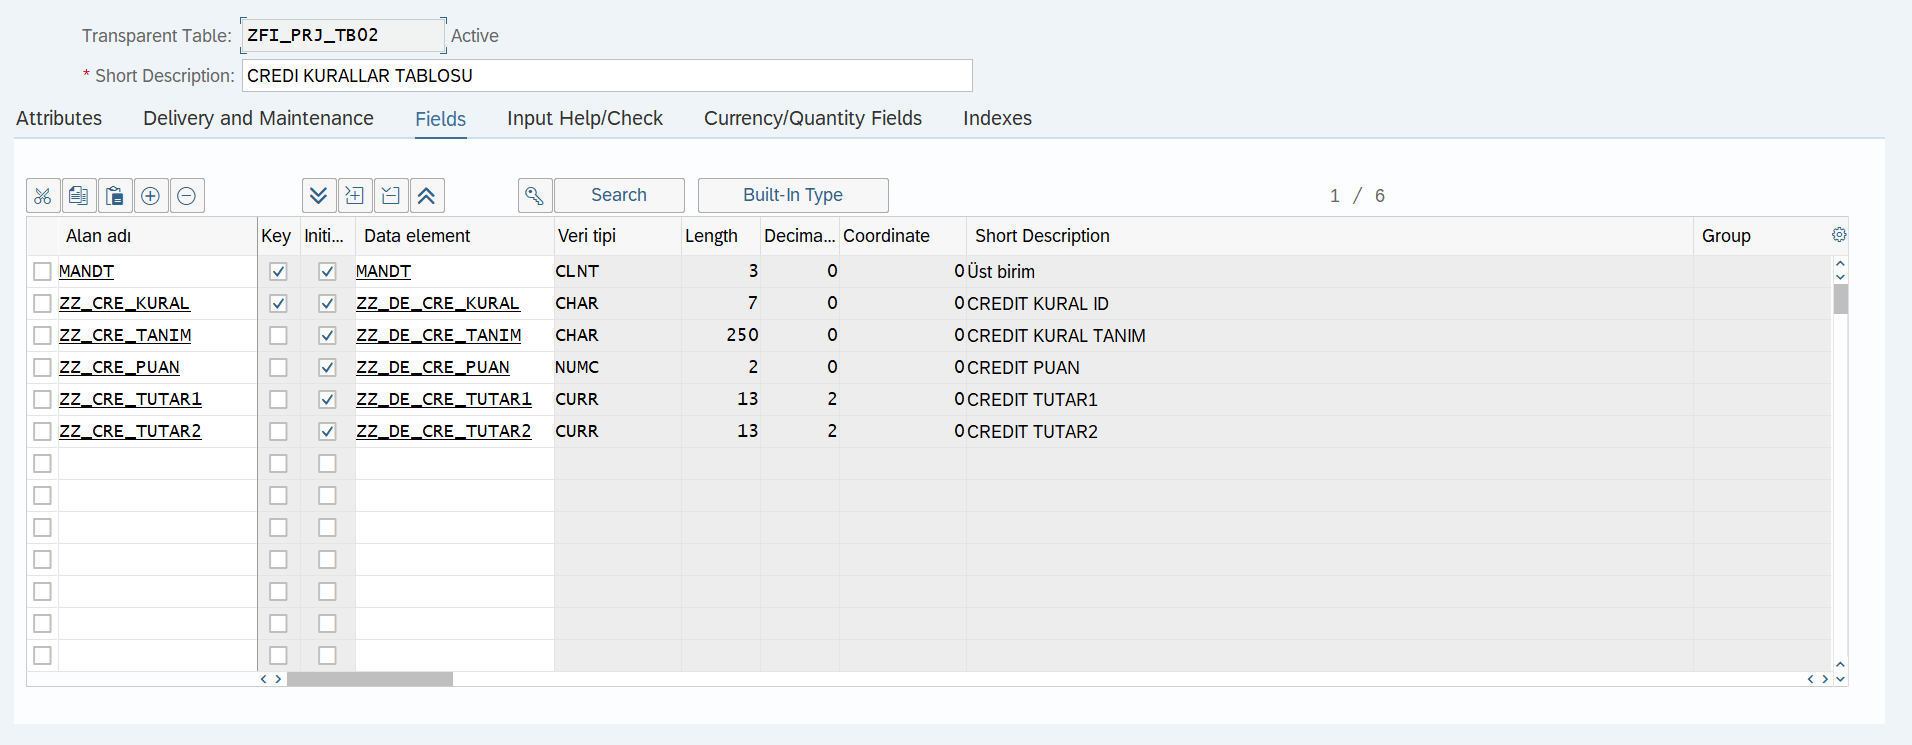 Transparent Table: ZFI_PRJ_TB02 Active
* Short Description: CREDI KURALLAR TABLOSU
Attributes Delivery and Maintenance Fields Input Help/Check Currency/Quantity Fields Indexes
Search Built-In Type 1 / 6
Alan adı Key Initi... Data element Veri tipi Length Decima... Coordinate Short Description Group
MANDT MANDT CLNT 3 0 0 Üst birim
ZZ_CRE_KURAL ZZ_DE_CRE_KURAL CHAR 7 0 0 CREDIT KURAL ID
ZZ_CRE_TANIM ZZ_DE_CRE_TANIM CHAR 250 0 0 CREDIT KURAL TANIM
ZZ_CRE_PUAN ZZ_DE_CRE_PUAN NUMC 2 0 0 CREDIT PUAN
ZZ_CRE_TUTAR1 ZZ_DE_CRE_TUTAR1 CURR 13 2 0 CREDIT TUTAR1
ZZ_CRE_TUTAR2 ZZ_DE_CRE_TUTAR2 CURR 13 2 0 CREDIT TUTAR2